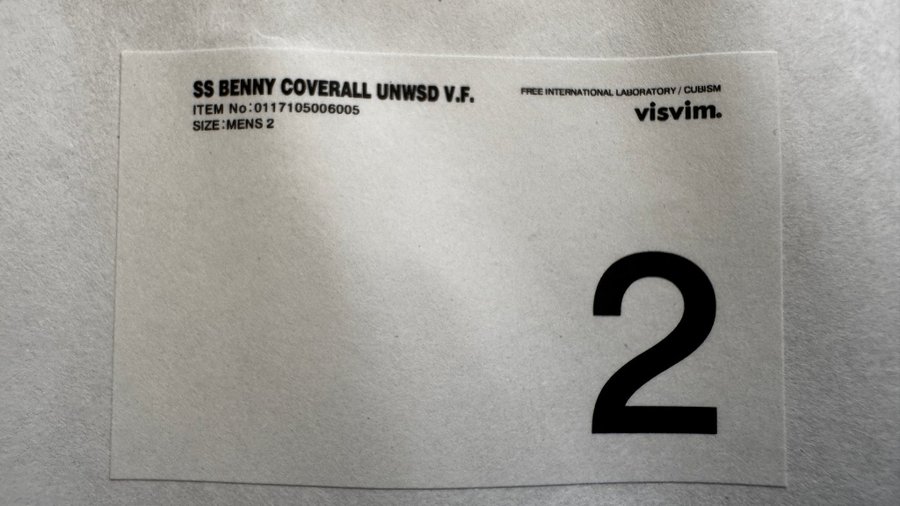 SS BENNY COVERALL UNWSD V.F.
ITEM No:0117105006005
SIZE:MENS 2
FREE INTERNATIONAL LABORATORY / CUBISM
visvim.
2